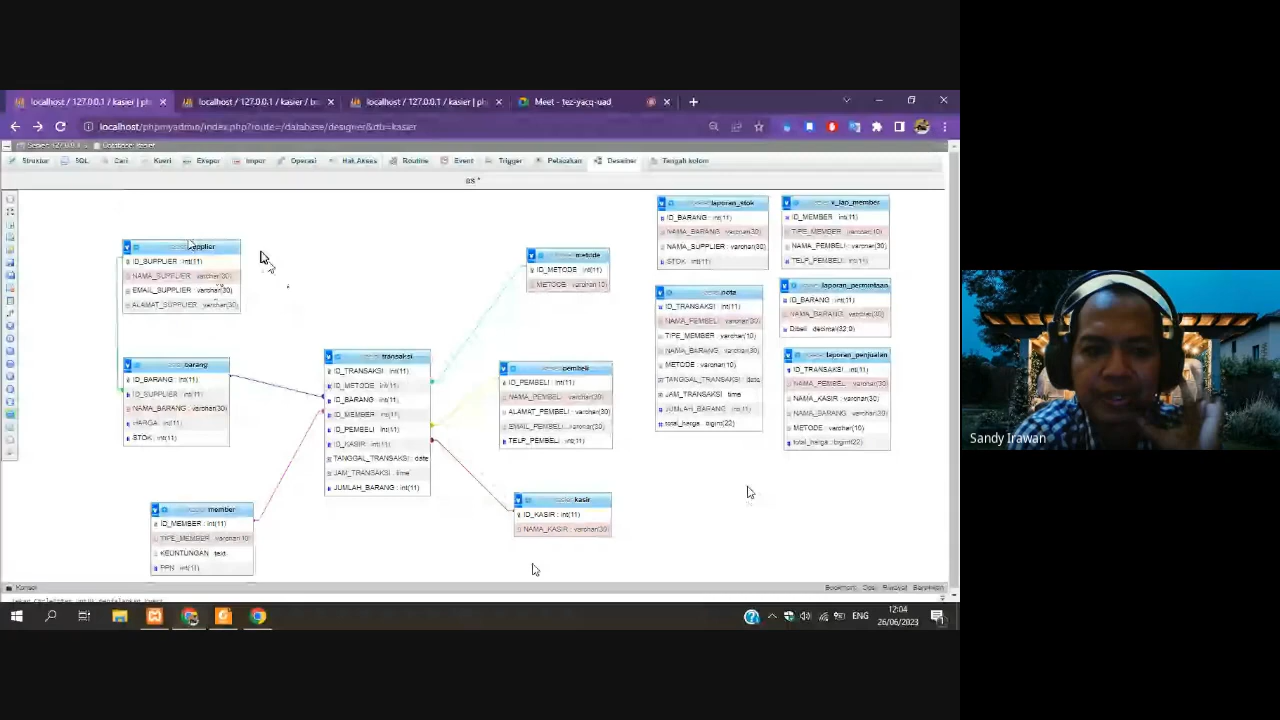 localhost / 127.0.0.1 / kasier | ph
localhost / 127.0.0.1 / kasier / b
localhost / 127.0.0.1 / kasier | ph
Meet - tez-yacq-uad
localhost/phpmyadmin/index.php?route=/database/designer&db=kasier
Struktur
SQL
Cari
Kueri
Ekspor
Impor
Operasi
Hak Akses
Routine
Event
Trigger
Pelacakan
Desainer
Tengah kolom
supplier
ID_SUPPLIER : int(11)
NAMA_SUPPLIER : varchar(30)
EMAIL_SUPPLIER : varchar(30)
ALAMAT_SUPPLIER : varchar(30)
barang
ID_BARANG : int(11)
ID_SUPPLIER : int(11)
NAMA_BARANG : varchar(30)
HARGA : int(11)
STOK : int(11)
member
ID_MEMBER : int(11)
TIPE_MEMBER : varchar(10)
KEUNTUNGAN : text
PPN : int(11)
transaksi
ID_TRANSAKSI : int(11)
ID_METODE : int(11)
ID_BARANG : int(11)
ID_MEMBER : int(11)
ID_PEMBELI : int(11)
ID_KASIR : int(11)
TANGGAL_TRANSAKSI : date
JAM_TRANSAKSI : time
JUMLAH_BARANG : int(11)
metode
ID_METODE : int(11)
METODE : varchar(10)
pembeli
ID_PEMBELI : int(11)
NAMA_PEMBELI : varchar(30)
ALAMAT_PEMBELI : varchar(30)
EMAIL_PEMBELI : varchar(30)
TELP_PEMBELI : int(11)
kasir
ID_KASIR : int(11)
NAMA_KASIR : varchar(30)
laporan_stok
ID_BARANG : int(11)
NAMA_BARANG : varchar(30)
NAMA_SUPPLIER : varchar(30)
STOK : int(11)
nota
ID_TRANSAKSI : int(11)
NAMA_PEMBELI : varchar(30)
TIPE_MEMBER : varchar(10)
NAMA_BARANG : varchar(30)
METODE : varchar(10)
TANGGAL_TRANSAKSI : date
JAM_TRANSAKSI : time
JUMLAH_BARANG : int(11)
total_harga : bigint(22)
v_lap_member
ID_MEMBER : int(11)
TIPE_MEMBER : varchar(10)
NAMA_PEMBELI : varchar(30)
TELP_PEMBELI : int(11)
laporan_permintaan
ID_BARANG : int(11)
NAMA_BARANG : varchar(30)
Dibeli : decimal(32,0)
laporan_penjualan
ID_TRANSAKSI : int(11)
NAMA_PEMBELI : varchar(30)
NAMA_KASIR : varchar(30)
NAMA_BARANG : varchar(30)
METODE : varchar(10)
total_harga : bigint(22)
Konsol
ENG
12:04
26/06/2023
Sandy Irawan